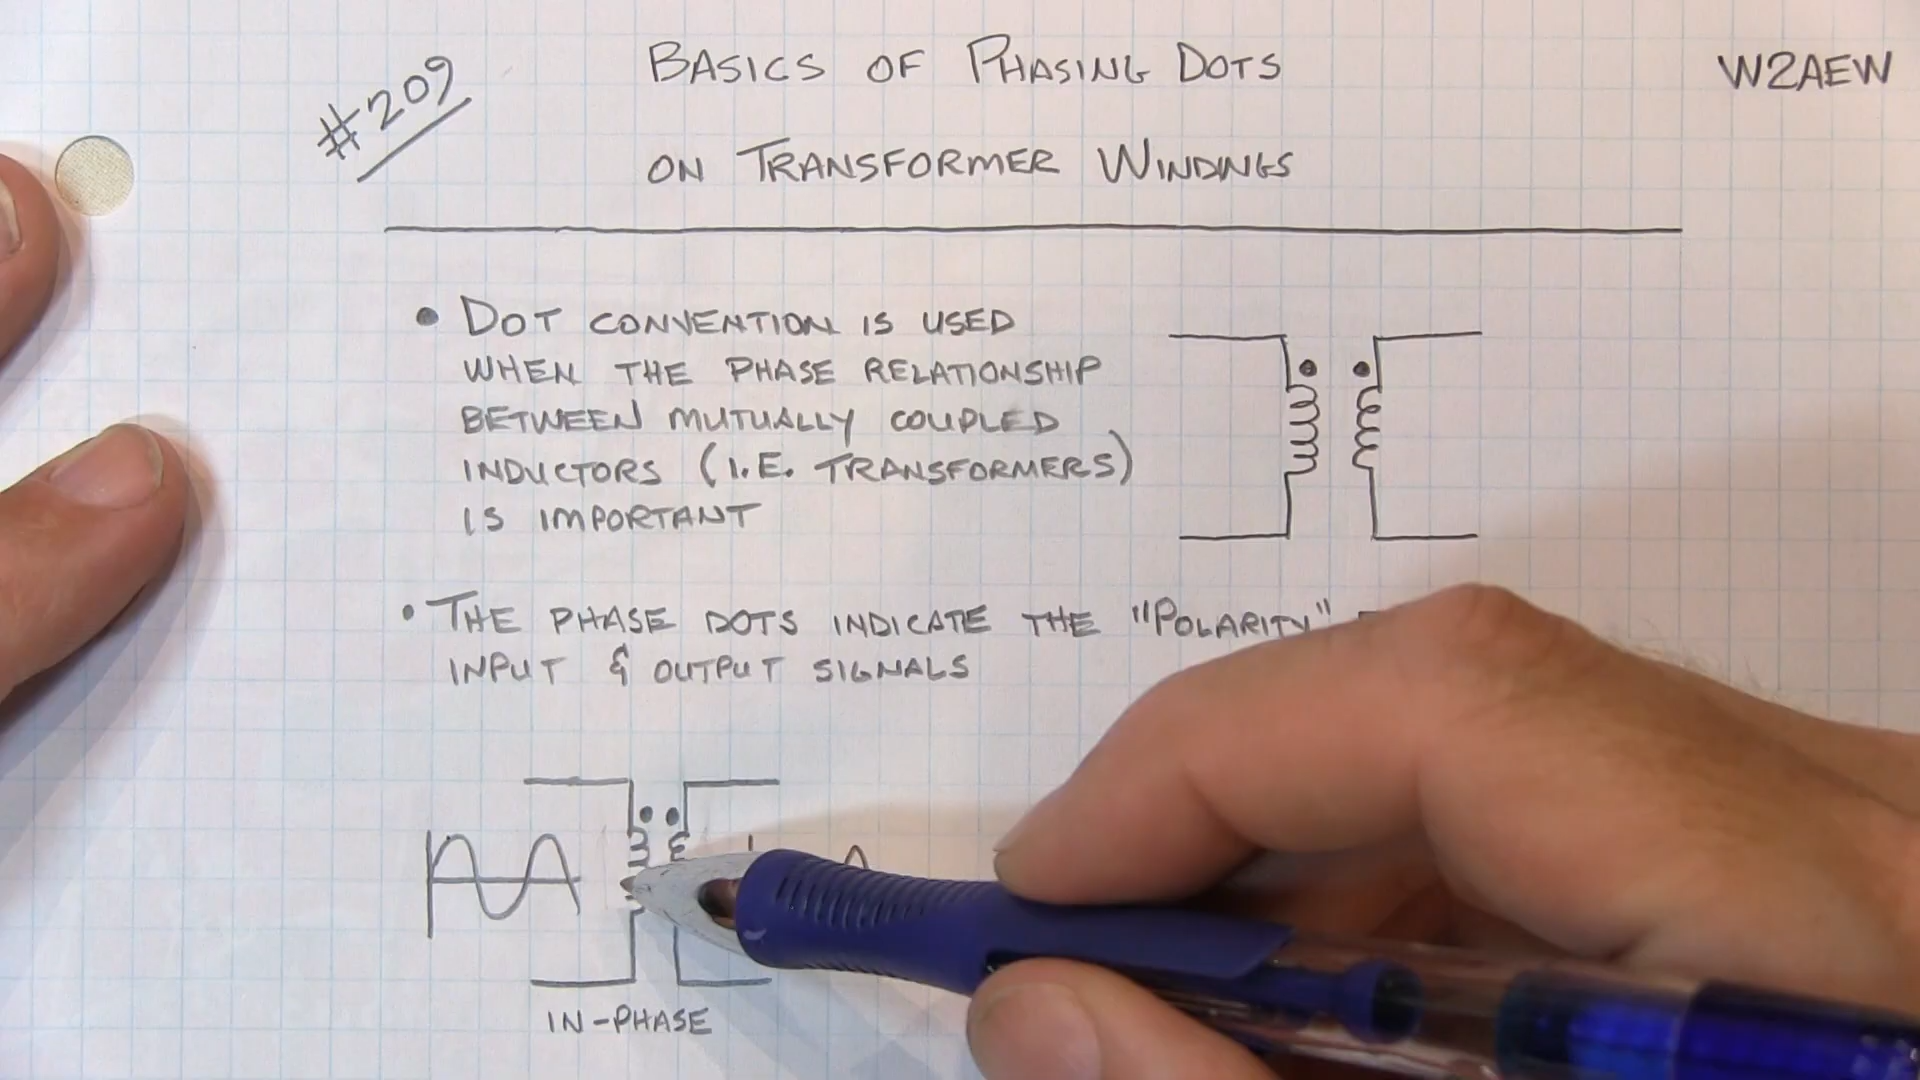 #209
BASICS OF PHASING DOTS
W2AEW
ON TRANSFORMER WINDINGS
• DOT CONVENTION IS USED
WHEN THE PHASE RELATIONSHIP
BETWEEN MUTUALLY COUPLED
INDUCTORS (I.E. TRANSFORMERS)
IS IMPORTANT
• THE PHASE DOTS INDICATE THE "POLARITY"
INPUT & OUTPUT SIGNALS
IN-PHASE